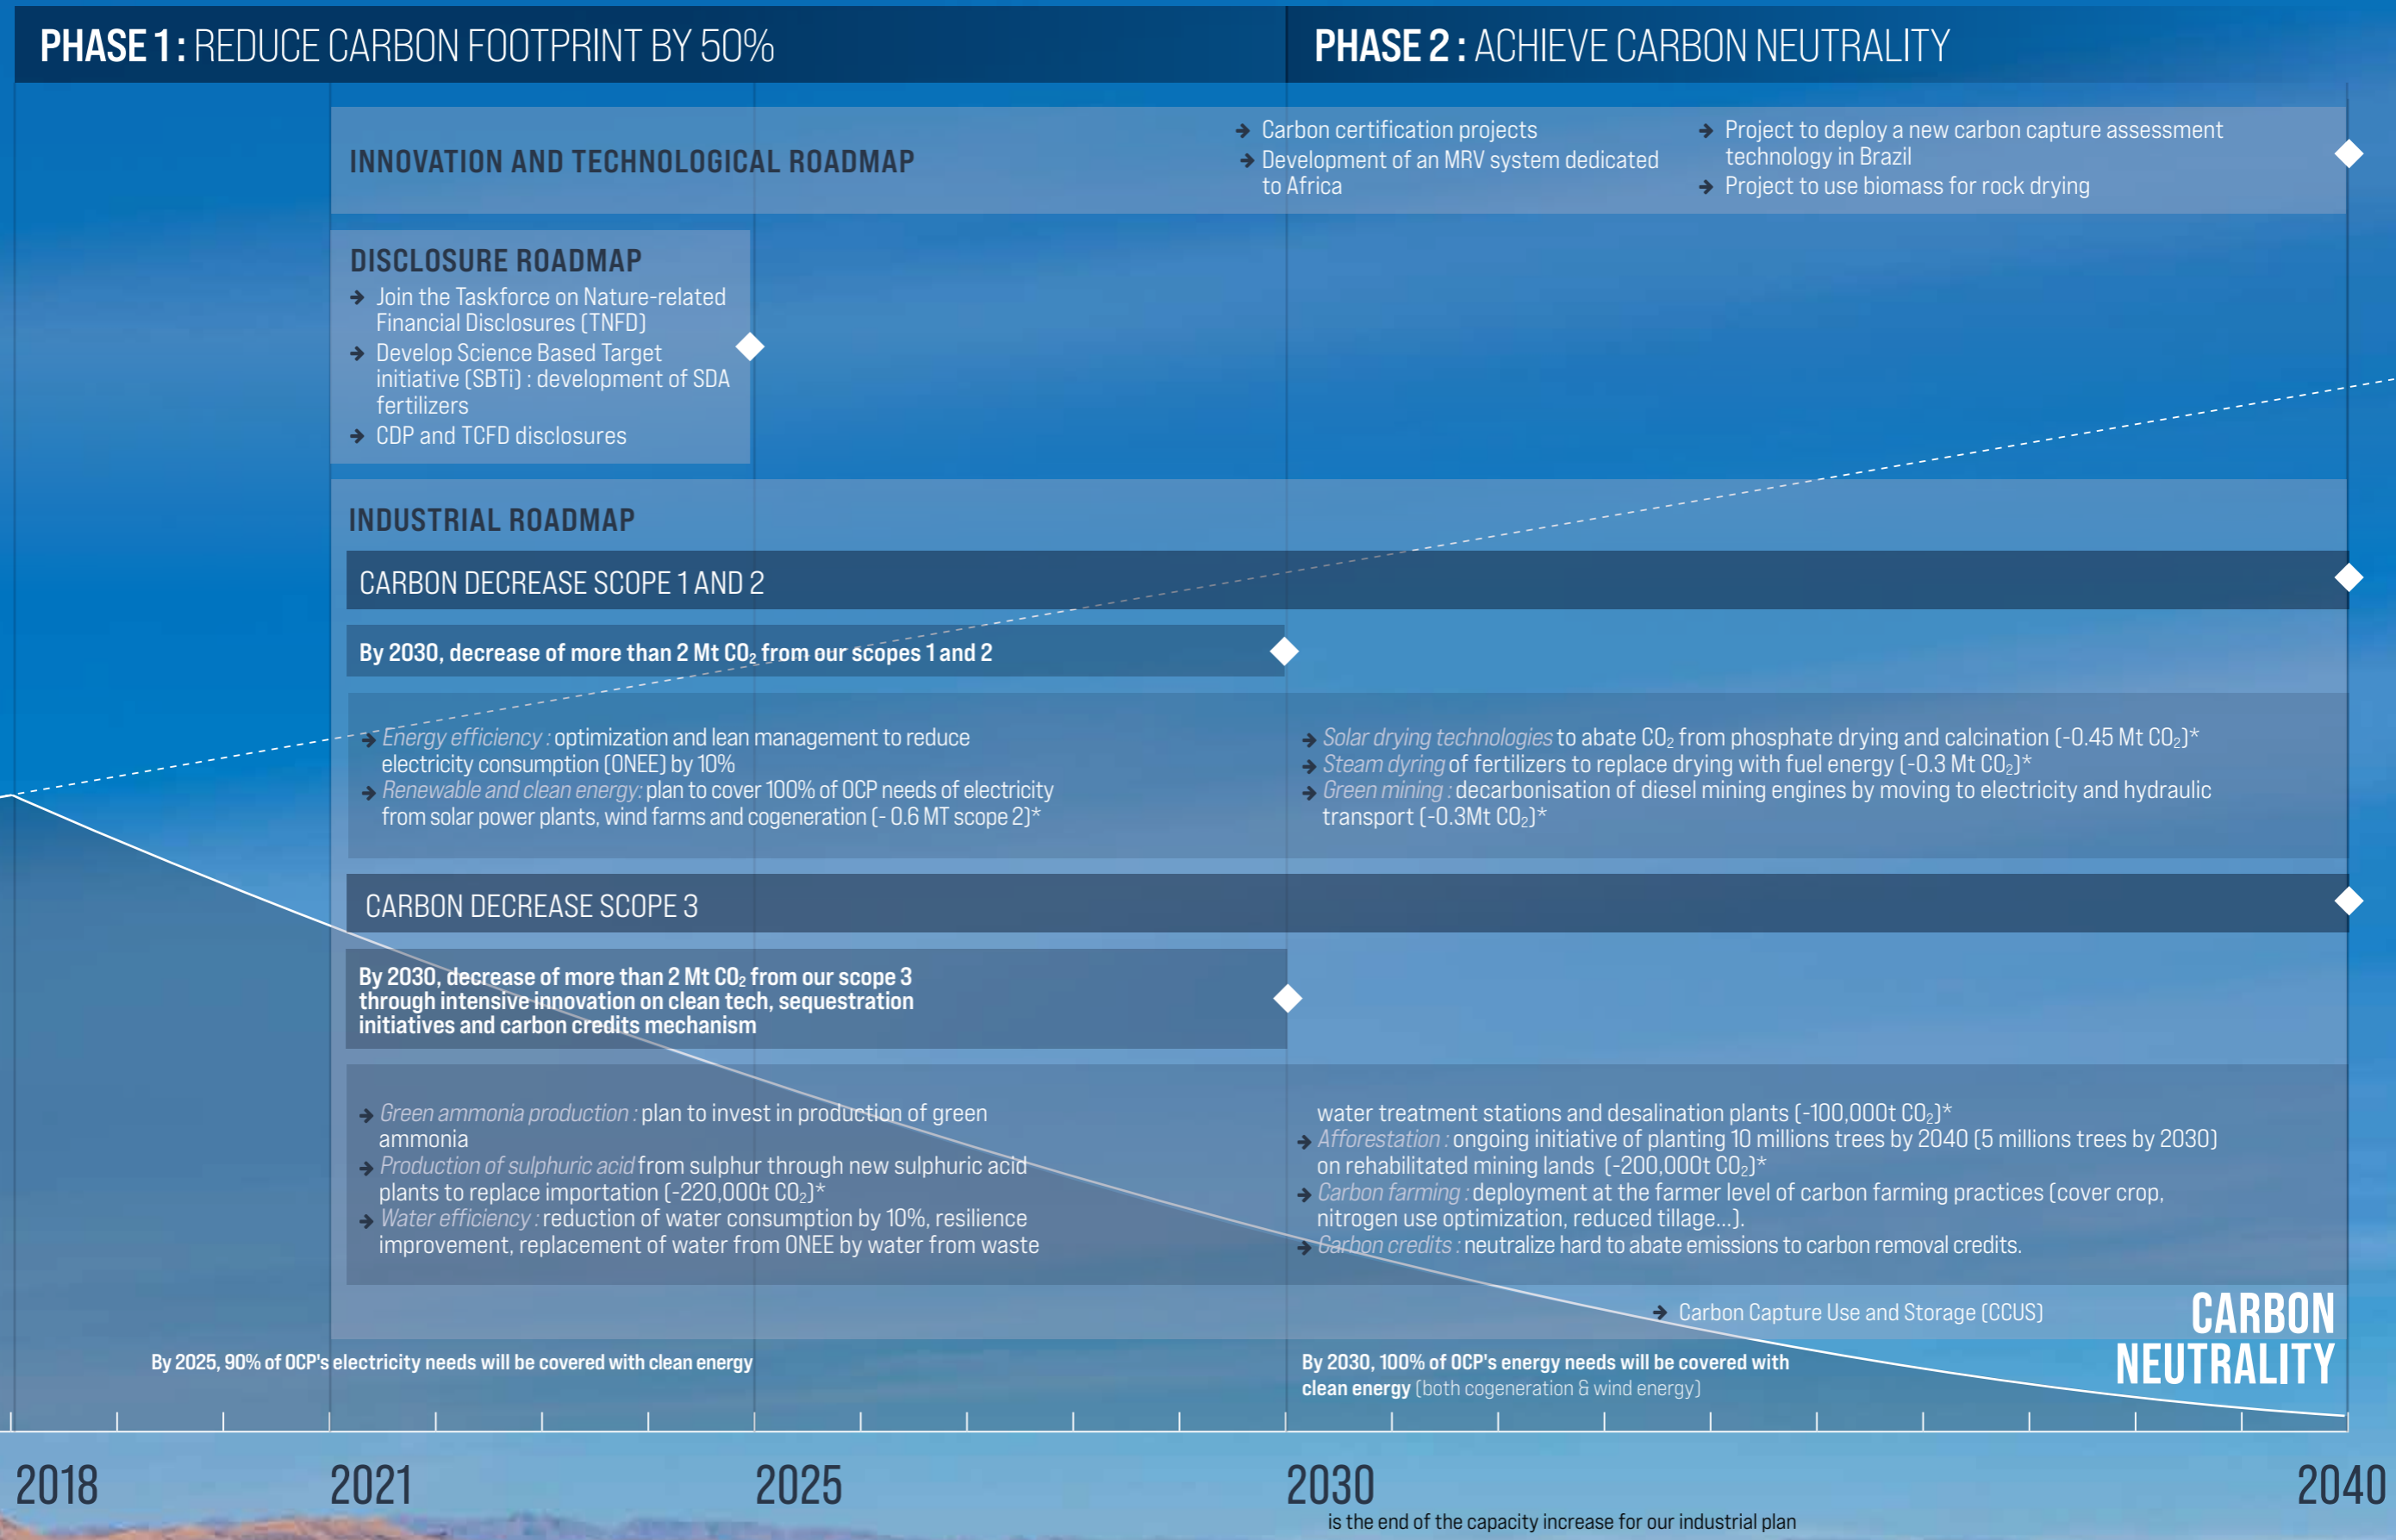 PHASE 1 : REDUCE CARBON FOOTPRINT BY 50%
PHASE 2 : ACHIEVE CARBON NEUTRALITY
INNOVATION AND TECHNOLOGICAL ROADMAP
➔ Carbon certification projects
➔ Development of an MRV system dedicated
to Africa
➔ Project to deploy a new carbon capture assessment
technology in Brazil
➔ Project to use biomass for rock drying
DISCLOSURE ROADMAP
➔ Join the Taskforce on Nature-related
Financial Disclosures (TNFD)
➔ Develop Science Based Target
initiative (SBTi) : development of SDA
fertilizers
➔ CDP and TCFD disclosures
INDUSTRIAL ROADMAP
CARBON DECREASE SCOPE 1 AND 2
By 2030, decrease of more than 2 Mt CO₂ from our scopes 1 and 2
➔ Energy efficiency : optimization and lean management to reduce
electricity consumption (ONEE) by 10%
➔ Renewable and clean energy: plan to cover 100% of OCP needs of electricity
from solar power plants, wind farms and cogeneration (- 0.6 MT scope 2)*
➔ Solar drying technologies to abate CO₂ from phosphate drying and calcination (-0.45 Mt CO₂)*
➔ Steam dyring of fertilizers to replace drying with fuel energy (-0.3 Mt CO₂)*
➔ Green mining : decarbonisation of diesel mining engines by moving to electricity and hydraulic
transport (-0.3Mt CO₂)*
CARBON DECREASE SCOPE 3
By 2030, decrease of more than 2 Mt CO₂ from our scope 3
through intensive innovation on clean tech, sequestration
initiatives and carbon credits mechanism
➔ Green ammonia production : plan to invest in production of green
ammonia
➔ Production of sulphuric acid from sulphur through new sulphuric acid
plants to replace importation (-220,000t CO₂)*
➔ Water efficiency : reduction of water consumption by 10%, resilience
improvement, replacement of water from ONEE by water from waste
water treatment stations and desalination plants (-100,000t CO₂)*
➔ Afforestation : ongoing initiative of planting 10 millions trees by 2040 (5 millions trees by 2030)
on rehabilitated mining lands (-200,000t CO₂)*
➔ Carbon farming : deployment at the farmer level of carbon farming practices (cover crop,
nitrogen use optimization, reduced tillage...).
➔ Carbon credits : neutralize hard to abate emissions to carbon removal credits.
➔ Carbon Capture Use and Storage (CCUS)
CARBON
NEUTRALITY
By 2025, 90% of OCP's electricity needs will be covered with clean energy
By 2030, 100% of OCP's energy needs will be covered with
clean energy (both cogeneration & wind energy)
2018
2021
2025
2030
2040
is the end of the capacity increase for our industrial plan